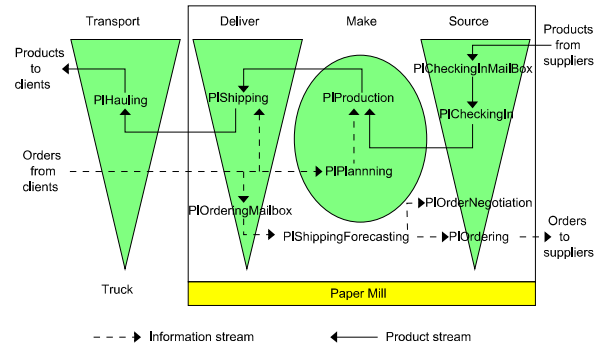 Transport
Deliver
Make
Source
Products
to
clients
Products
from
suppliers
PlCheckingInMailBox
PlHauling
PlShipping
PlProduction
PlCheckingIn
Orders
from
clients
PlPlannning
PlOrderingMailbox
PlOrderNegotiation
PlShippingForecasting
PlOrdering
Orders
to
suppliers
Truck
Paper Mill
Information stream
Product stream